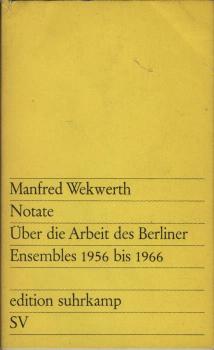 Manfred Wekwerth
Notate
Über die Arbeit des Berliner
Ensembles 1956 bis 1966
edition suhrkamp
SV